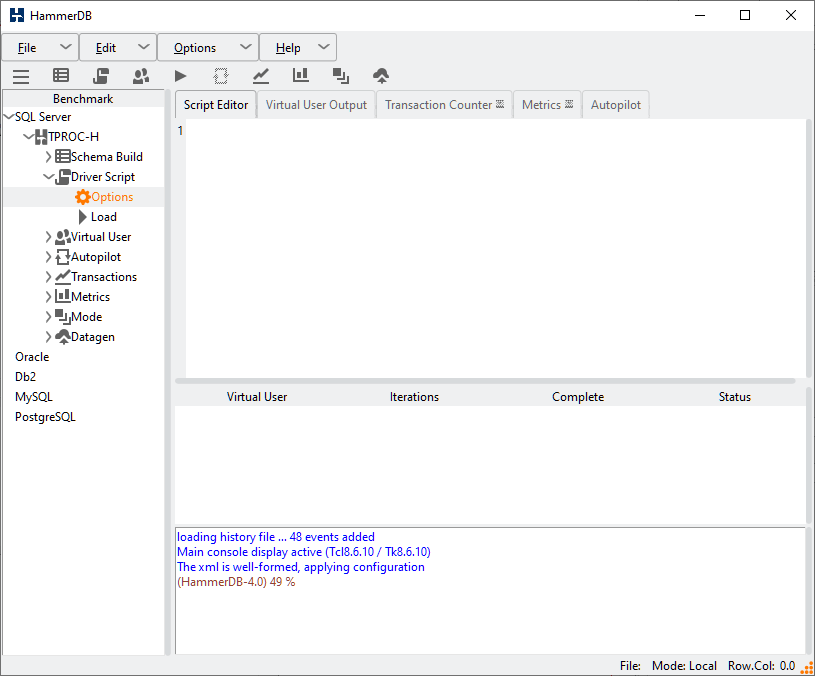 HammerDB
File Edit Options Help
Benchmark
SQL Server
TPROC-H
Schema Build
Driver Script
Options
Load
Virtual User
Autopilot
Transactions
Metrics
Mode
Datagen
Oracle
Db2
MySQL
PostgreSQL
Script Editor Virtual User Output Transaction Counter Metrics Autopilot
1
Virtual User Iterations Complete Status
loading history file ... 48 events added
Main console display active (Tcl8.6.10 / Tk8.6.10)
The xml is well-formed, applying configuration
(HammerDB-4.0) 49 %
File: Mode: Local Row.Col: 0.0